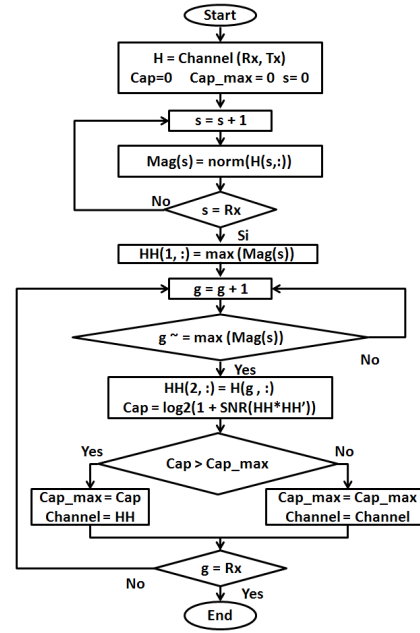 Start
H = Channel (Rx, Tx)
Cap=0 Cap_max = 0 s= 0
s = s + 1
Mag(s) = norm(H(s,:))
No
s = Rx
Si
HH(1, :) = max (Mag(s))
g = g + 1
g ~ = max (Mag(s))
No
Yes
HH(2, :) = H(g , :)
Cap = log2(1 + SNR(HH*HH'))
Yes
No
Cap > Cap_max
Cap_max = Cap
Channel = HH
Cap_max = Cap_max
Channel = Channel
g = Rx
No
Yes
End